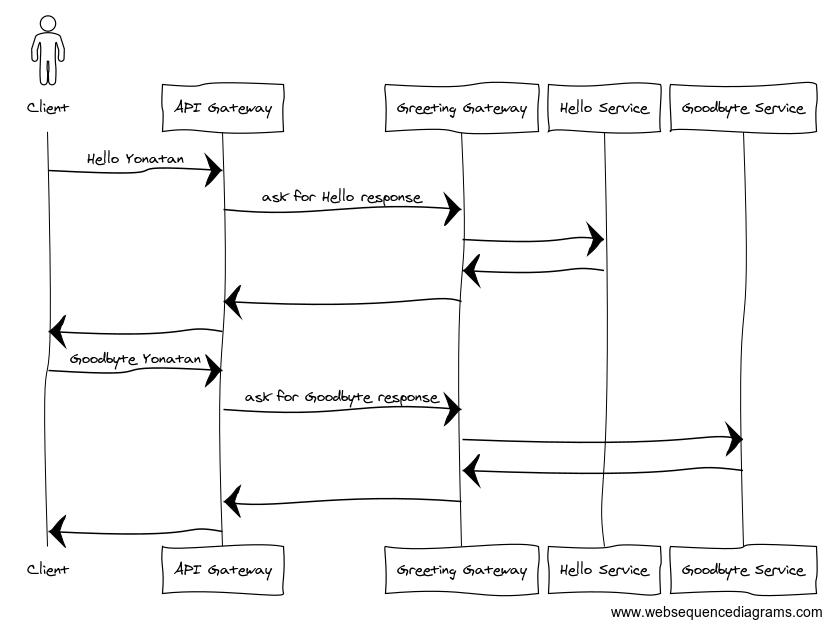 Client
API Gateway
Greeting Gateway
Hello Service
Goodbyte Service
Hello Yonatan
ask for Hello response
Goodbyte Yonatan
ask for Goodbyte response
Client
API Gateway
Greeting Gateway
Hello Service
Goodbyte Service
www.websequencediagrams.com